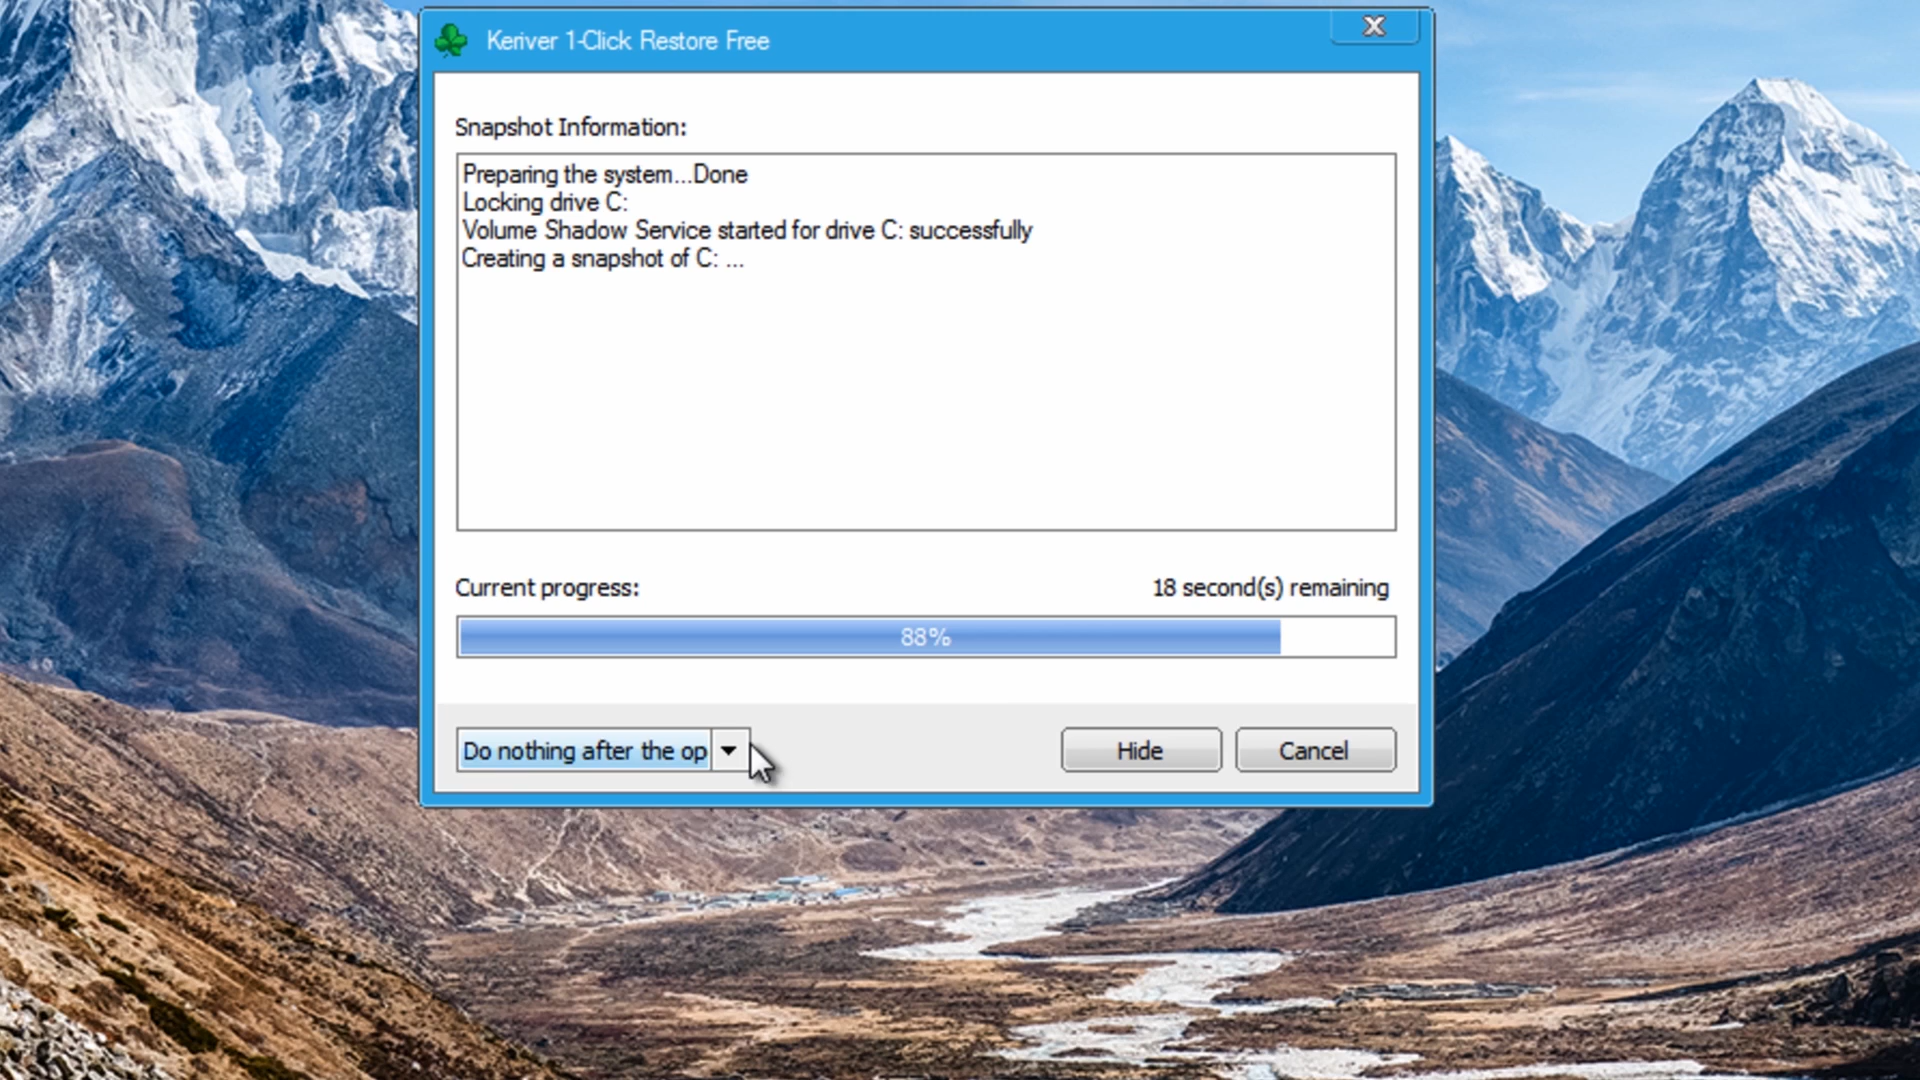 Keriver 1-Click Restore Free
Snapshot Information:
Preparing the system...Done
Locking drive C:
Volume Shadow Service started for drive C: successfully
Creating a snapshot of C: ...
Current progress:
18 second(s) remaining
88%
Do nothing after the op
Hide
Cancel